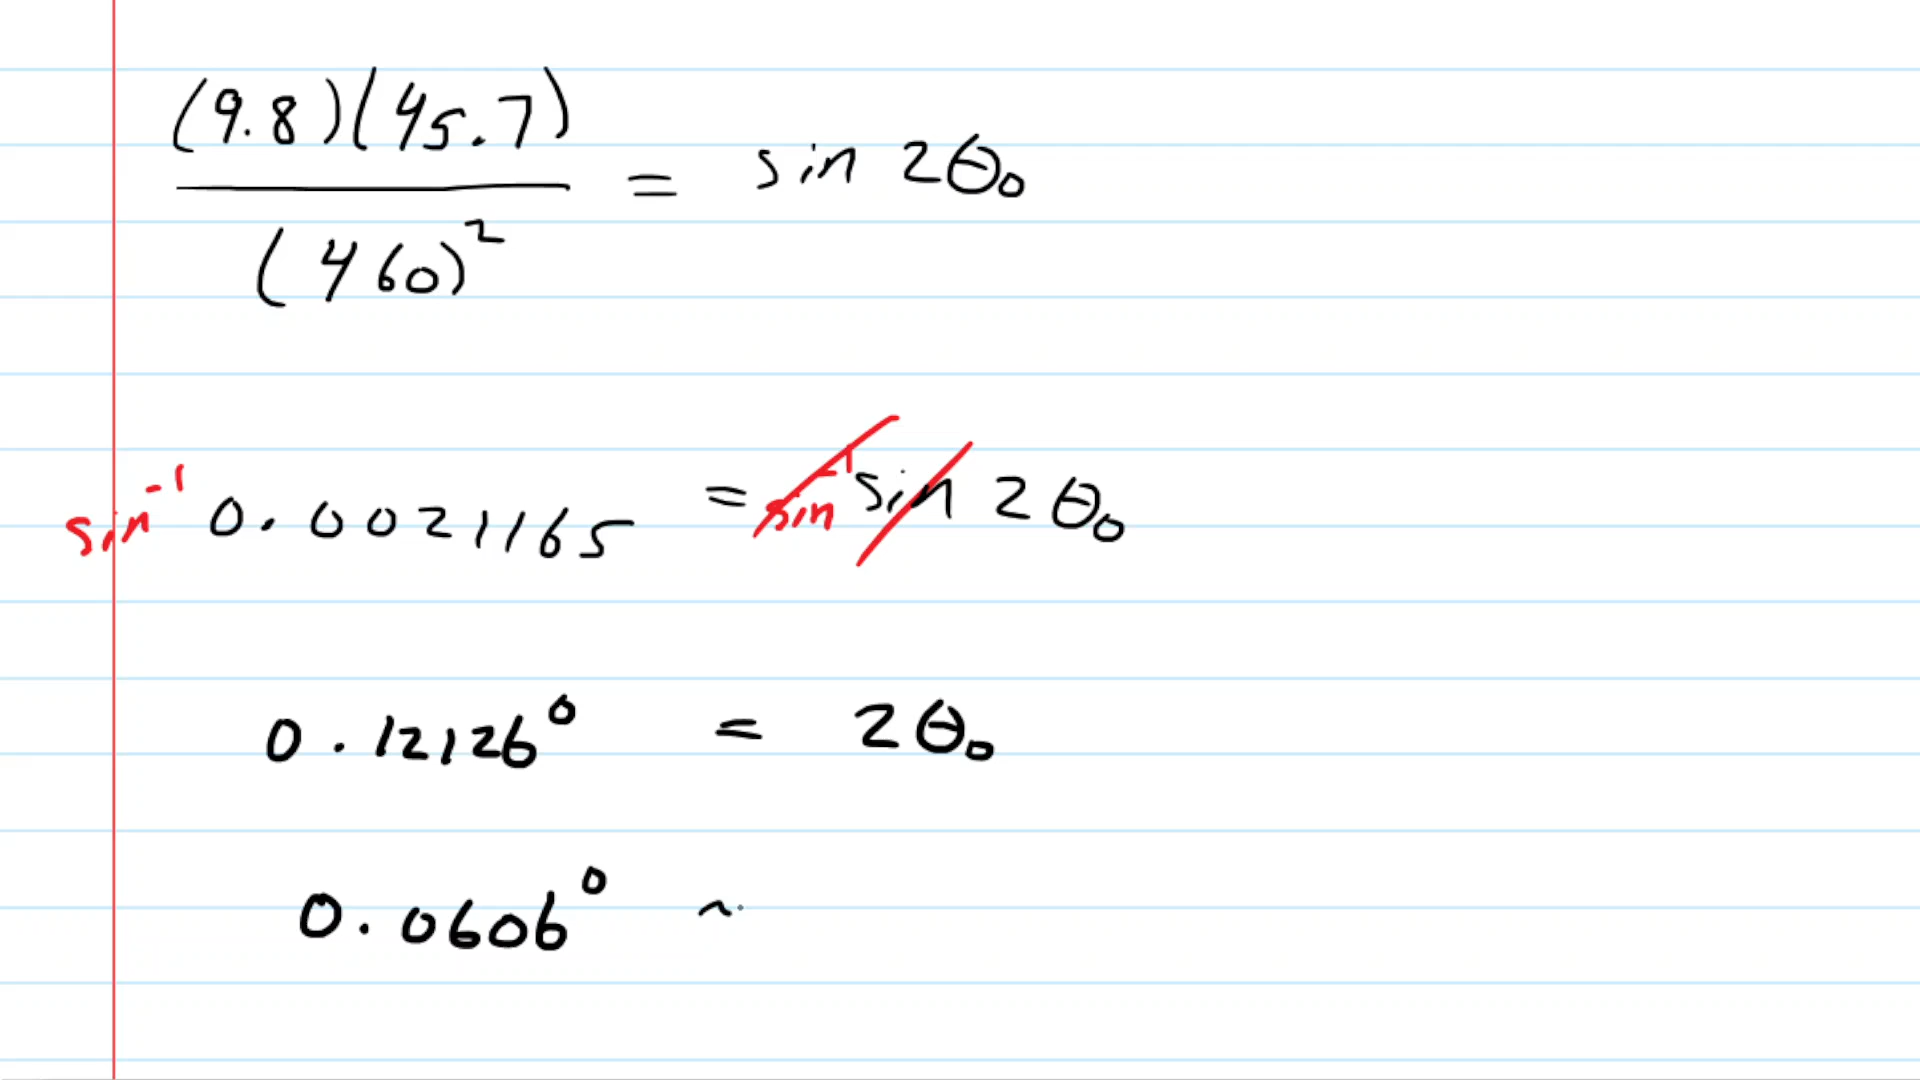 (9.8)(45.7)
——— = sin 2θ₀
(460)²
sin⁻¹ 0.0021165 = sin⁻¹ sin 2θ₀
0.12126° = 2θ₀
0.0606° ~